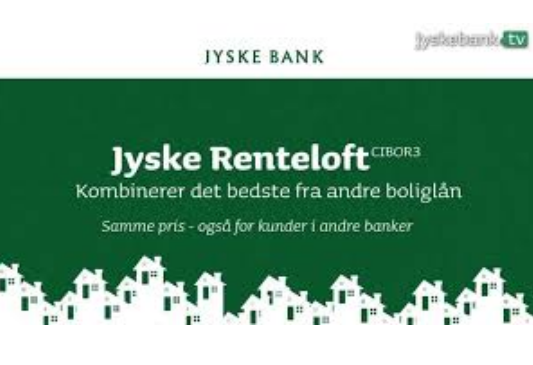 jyskebank tv
JYSKE BANK
Jyske Renteloft CIBOR3
Kombinerer det bedste fra andre boliglån
Samme pris - også for kunder i andre banker